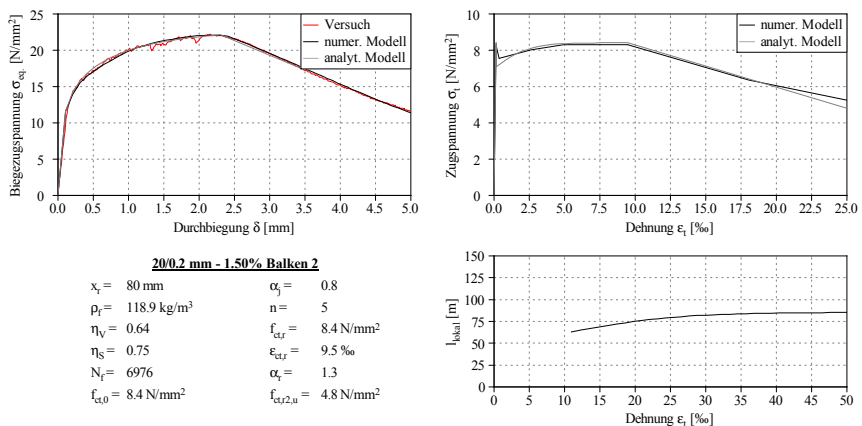 Biegezugspannung σeq. [N/mm²]
25
20
15
10
5
0
0.0 0.5 1.0 1.5 2.0 2.5 3.0 3.5 4.0 4.5 5.0
Durchbiegung δ [mm]
Versuch
numer. Modell
analyt. Modell
Zugspannung σt [N/mm²]
10
8
6
4
2
0
0.0 2.5 5.0 7.5 10.0 12.5 15.0 17.5 20.0 22.5 25.0
Dehnung εt [‰]
numer. Modell
analyt. Modell
20/0.2 mm - 1.50% Balken 2
xr = 80 mm αj = 0.8
ρf = 118.9 kg/m³ n = 5
ηV = 0.64 fct,r = 8.4 N/mm²
ηS = 0.75 εct,r = 9.5 ‰
Nf = 6976 αr = 1.3
fct,0 = 8.4 N/mm² fct,r2,u = 4.8 N/mm²
llokal [m]
150
125
100
75
50
25
0
0 5 10 15 20 25 30 35 40 45 50
Dehnung εt [‰]